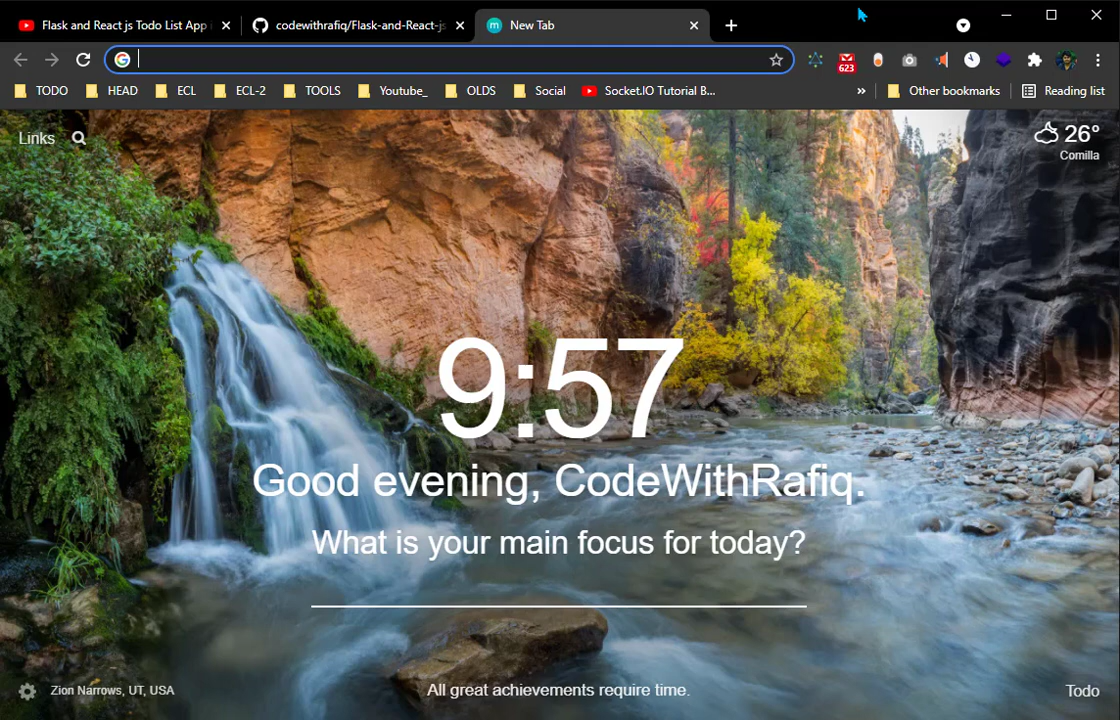 Flask and React js Todo List App
codewithrafiq/Flask-and-React-js
New Tab
623
TODO
HEAD
ECL
ECL-2
TOOLS
Youtube_
OLDS
Social
Socket.IO Tutorial B...
»
Other bookmarks
Reading list
Links
26°
Comilla
9:57
Good evening, CodeWithRafiq.
What is your main focus for today?
Zion Narrows, UT, USA
All great achievements require time.
Todo